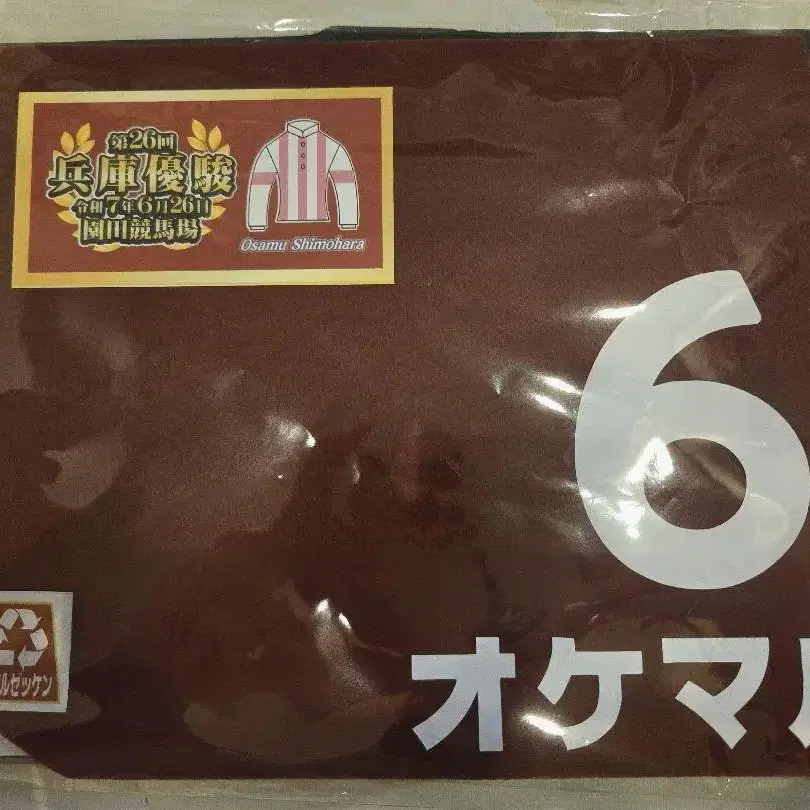 第26回
兵庫優駿
令和7年6月26日
園田競馬場
Osamu Shimohara
6
オケマル
ルゼッケン